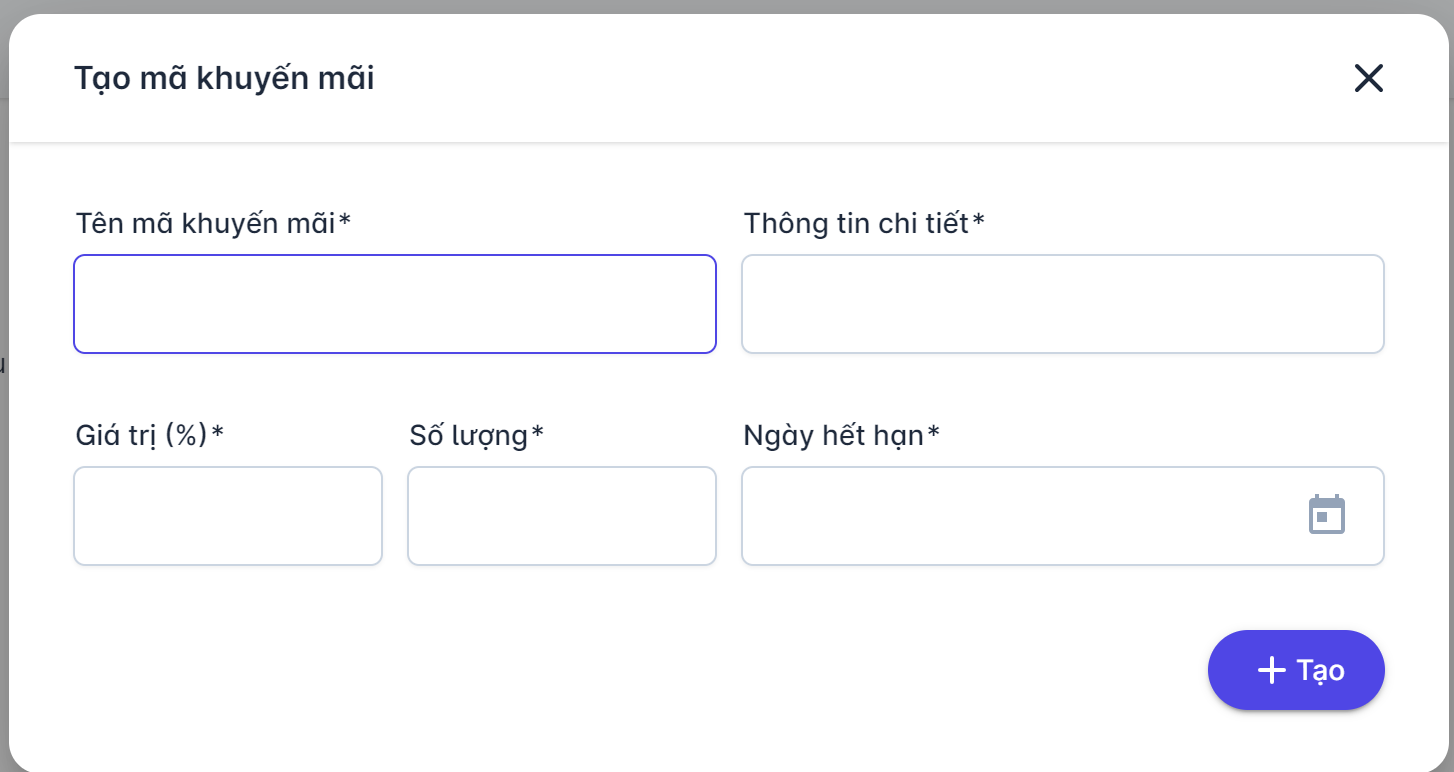 Tạo mã khuyến mãi
Tên mã khuyến mãi*
Thông tin chi tiết*
Giá trị (%)*
Số lượng*
Ngày hết hạn*
+ Tạo